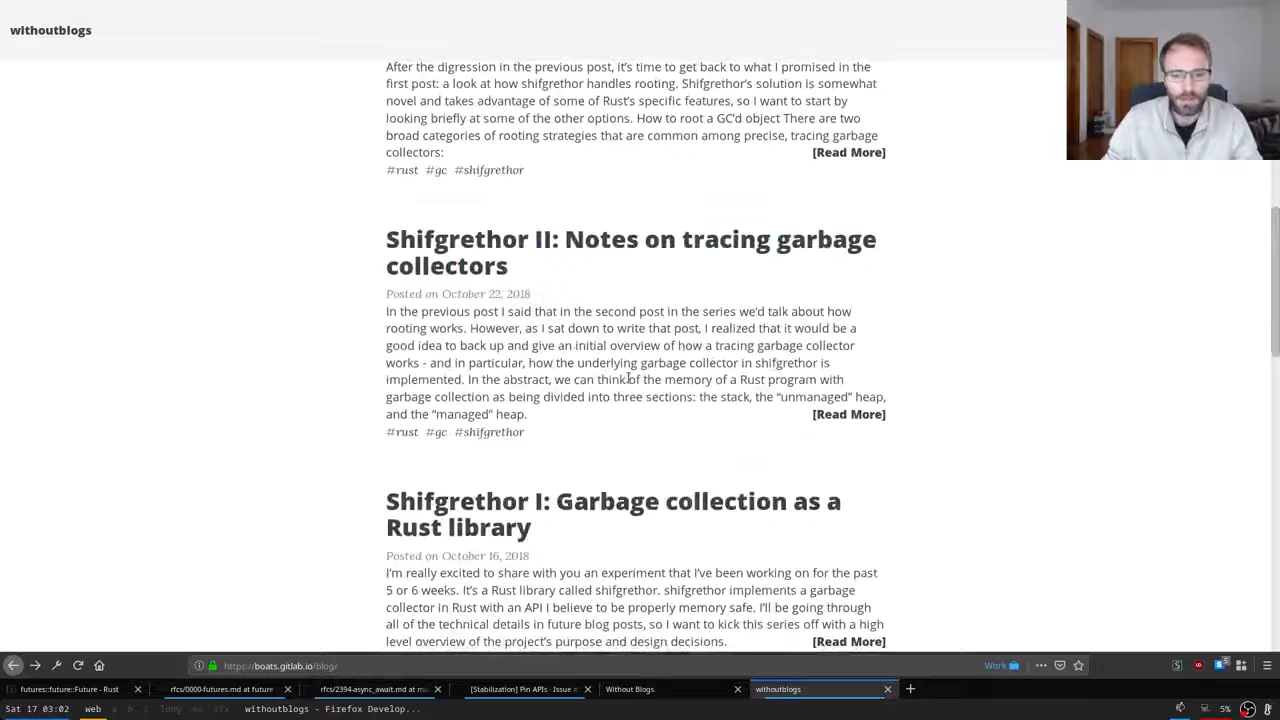 withoutblogs
After the digression in the previous post, it's time to get back to what I promised in the
first post: a look at how shifgrethor handles rooting. Shifgrethor's solution is somewhat
novel and takes advantage of some of Rust's specific features, so I want to start by
looking briefly at some of the other options. How to root a GC'd object There are two
broad categories of rooting strategies that are common among precise, tracing garbage
collectors: [Read More]
#rust #gc #shifgrethor
Shifgrethor II: Notes on tracing garbage
collectors
Posted on October 22, 2018
In the previous post I said that in the second post in the series we'd talk about how
rooting works. However, as I sat down to write that post, I realized that it would be a
good idea to back up and give an initial overview of how a tracing garbage collector
works - and in particular, how the underlying garbage collector in shifgrethor is
implemented. In the abstract, we can think of the memory of a Rust program with
garbage collection as being divided into three sections: the stack, the “unmanaged” heap,
and the “managed” heap. [Read More]
#rust #gc #shifgrethor
Shifgrethor I: Garbage collection as a
Rust library
Posted on October 16, 2018
I'm really excited to share with you an experiment that I've been working on for the past
5 or 6 weeks. It's a Rust library called shifgrethor. shifgrethor implements a garbage
collector in Rust with an API I believe to be properly memory safe. I'll be going through
all of the technical details in future blog posts, so I want to kick this series off with a high
level overview of the project's purpose and design decisions. [Read More]
https://boats.gitlab.io/blog/ Work
futures::future::Future - Rust rfcs/0000-futures.md at future rfcs/2394-async_await.md at ma [Stabilization] Pin APIs · Issue # Without Blogs withoutblogs
Sat 17 03:02 web withoutblogs - Firefox Develop... 5%